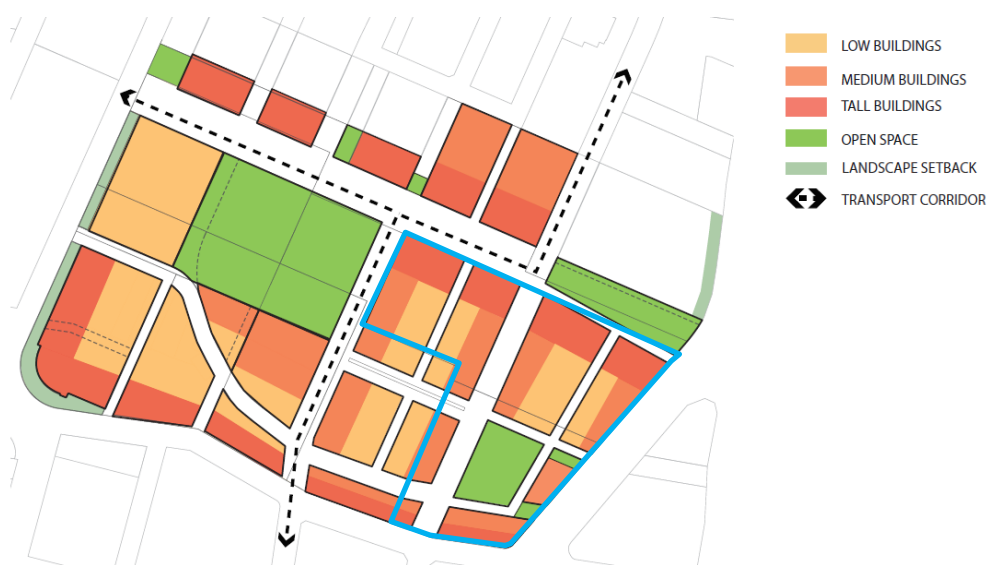 LOW BUILDINGS
MEDIUM BUILDINGS
TALL BUILDINGS
OPEN SPACE
LANDSCAPE SETBACK
TRANSPORT CORRIDOR